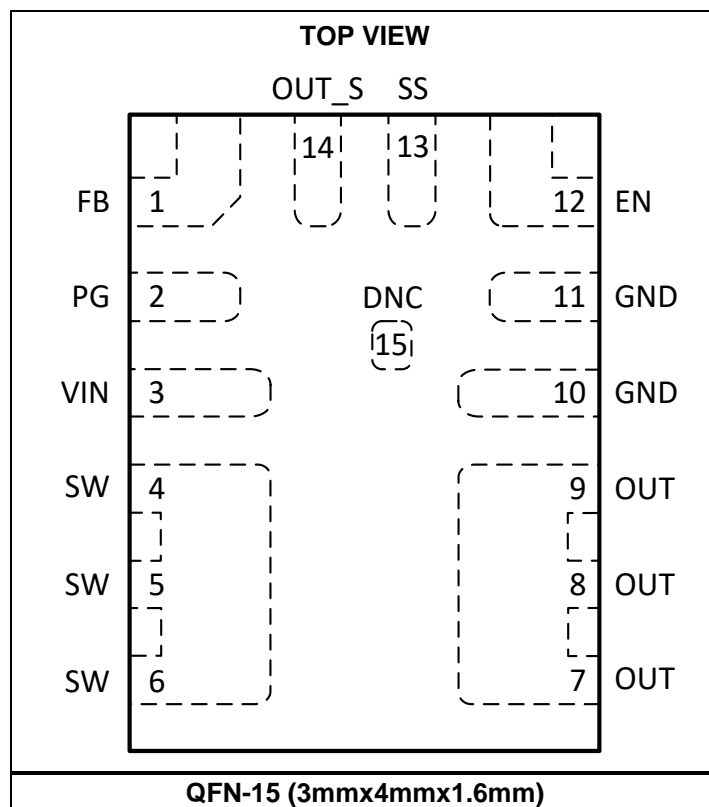 TOP VIEW
OUT_S SS
14 13
FB 1 12 EN
PG 2 DNC 11 GND
15
VIN 3 10 GND
SW 4 9 OUT
SW 5 8 OUT
SW 6 7 OUT
QFN-15 (3mmx4mmx1.6mm)